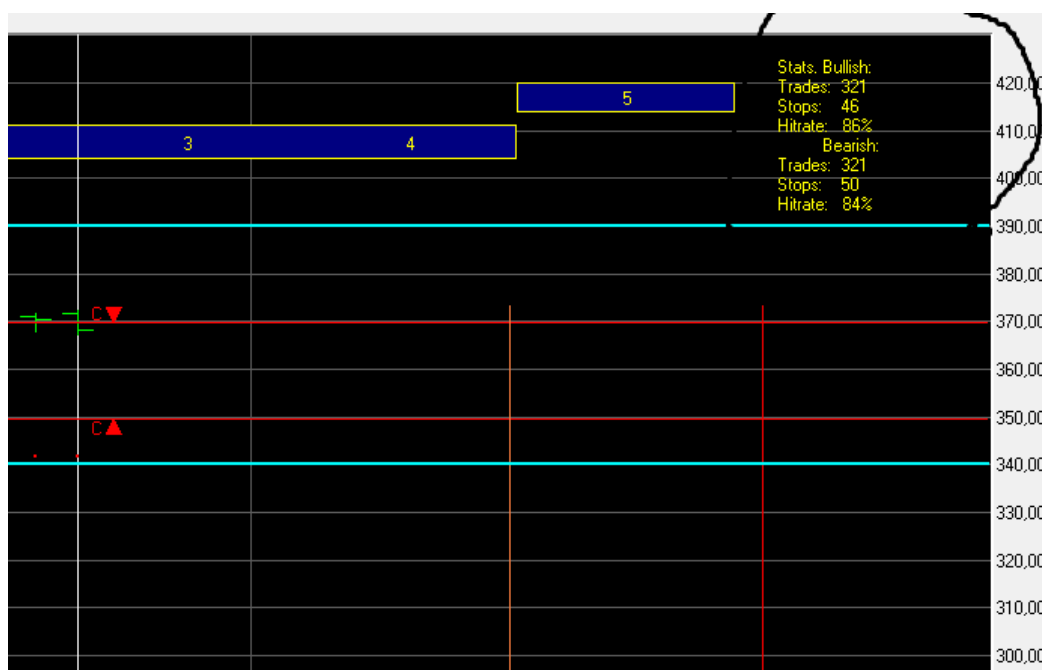 Stats. Bullish:
Trades: 321
Stops: 46
Hitrate: 86%
Bearish:
Trades: 321
Stops: 50
Hitrate: 84%
5
3
4
C
C
420,00
410,00
400,00
390,00
380,00
370,00
360,00
350,00
340,00
330,00
320,00
310,00
300,00